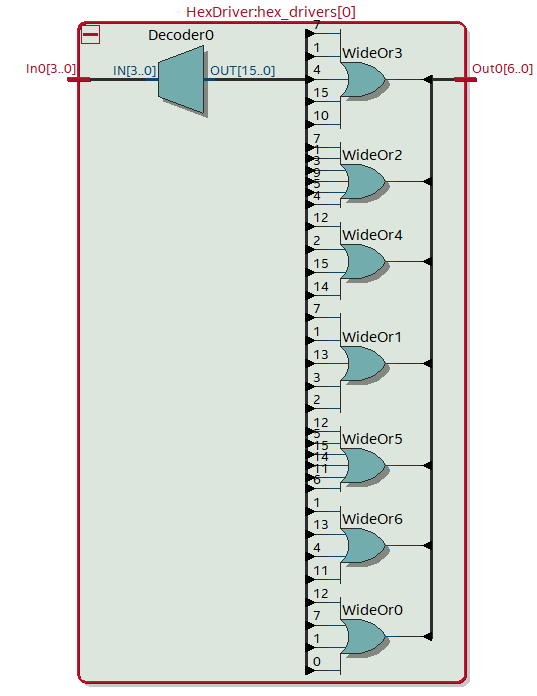 HexDriver:hex_drivers[0]
Decoder0
In0[3..0]
IN[3..0]
OUT[15..0]
Out0[6..0]
7
1
4
15
10
WideOr3
7
1
3
9
5
4
WideOr2
12
2
15
14
WideOr4
7
1
13
3
2
WideOr1
12
5
15
14
11
6
WideOr5
1
13
4
11
WideOr6
12
7
1
0
WideOr0